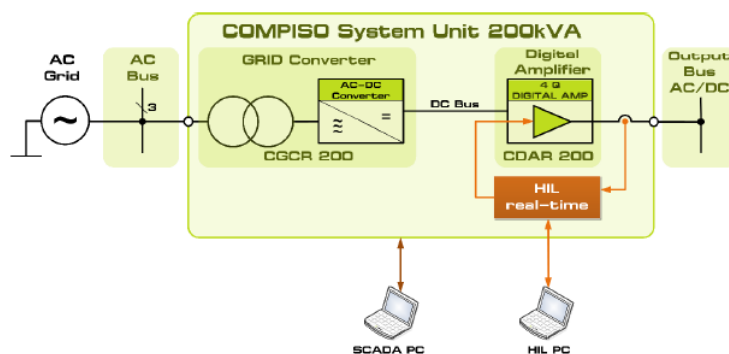 COMPISO System Unit 200kVA
AC
Grid
AC
Bus
GRID Converter
Digital
Amplifier
Output
Bus
AC/DC
3
AC-DC
Converter
4 Q
DIGITAL AMP
DC Bus
~
≈
=
CGCR 200
CDAR 200
HIL
real-time
SCADA PC
HIL PC